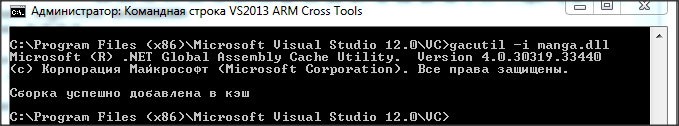 Администратор: Командная строка VS2013 ARM Cross Tools
C:\Program Files (x86)\Microsoft Visual Studio 12.0\VC>gacutil -i manga.dll
Microsoft (R) .NET Global Assembly Cache Utility.  Version 4.0.30319.33440
(c) Корпорация Майкрософт (Microsoft Corporation). Все права защищены.
Сборка успешно добавлена в кэш
C:\Program Files (x86)\Microsoft Visual Studio 12.0\VC>